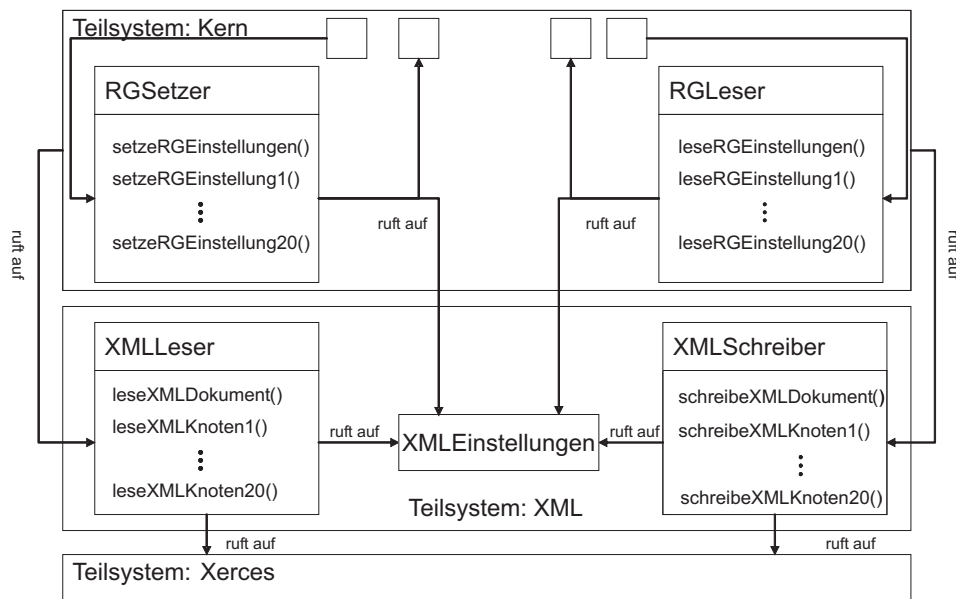 Teilsystem: Kern
RGSetzer
setzeRGEinstellungen()
setzeRGEinstellung1()
setzeRGEinstellung20()
RGLeser
leseRGEinstellungen()
leseRGEinstellung1()
leseRGEinstellung20()
ruft auf
ruft auf
ruft auf
ruft auf
XMLLeser
leseXMLDokument()
leseXMLKnoten1()
leseXMLKnoten20()
ruft auf
XMLEinstellungen
ruft auf
XMLSchreiber
schreibeXMLDokument()
schreibeXMLKnoten1()
schreibeXMLKnoten20()
Teilsystem: XML
ruft auf
ruft auf
Teilsystem: Xerces